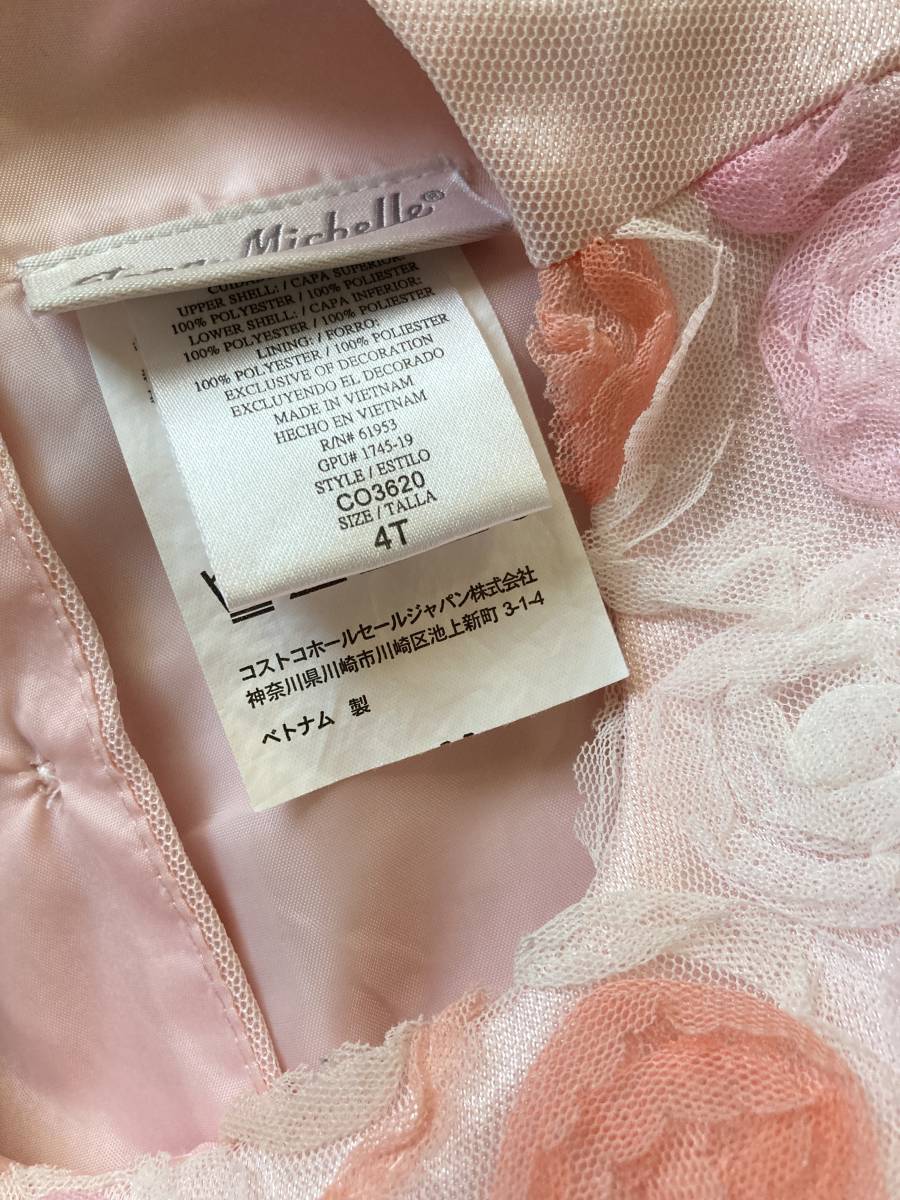 Michelle®
UPPER SHELL: / CAPA SUPERIOR:
100% POLYESTER / 100% POLIESTER
LOWER SHELL: / CAPA INFERIOR:
100% POLYESTER / 100% POLIESTER
LINING: / FORRO:
100% POLYESTER / 100% POLIESTER
EXCLUSIVE OF DECORATION
EXCLUYENDO EL DECORADO
MADE IN VIETNAM
HECHO EN VIETNAM
R/N# 61953
GPU# 1745-19
STYLE / ESTILO
CO3620
SIZE / TALLA
4T
コストコホールセールジャパン株式会社
神奈川県川崎市川崎区池上新町 3-1-4
ベトナム 製